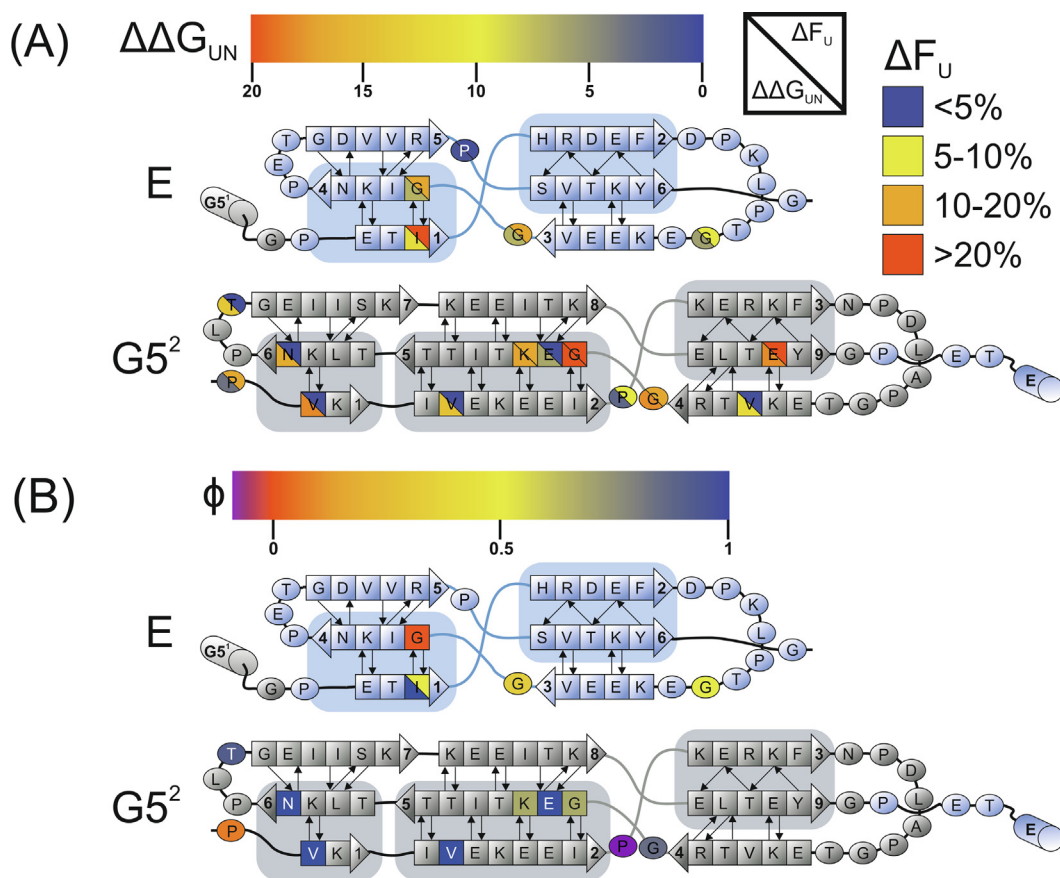 (A)
ΔΔG_UN
20 15 10 5 0
ΔF_U
ΔΔG_UN
ΔF_U
<5%
5-10%
10-20%
>20%
E
T G D V V R 5 P H R D E F 2 D P K
E P 4 N K I G S V T K Y 6 L G
G5¹ G P E T I 1 G 3 V E E K E G T P
G5²
T G E I I S K 7 K E E I T K 8 K E R K F 3 N P D
L P 6 N K L T 5 T T I T K E G E L T E Y 9 G P L E T E
P V K 1 I V E K E E I 2 P G 4 R T V K E T G P A
(B)
ϕ
0 0.5 1
E
T G D V V R 5 P H R D E F 2 D P K
E P 4 N K I G S V T K Y 6 L G
G5¹ G P E T I 1 G 3 V E E K E G T P
G5²
T G E I I S K 7 K E E I T K 8 K E R K F 3 N P D
L P 6 N K L T 5 T T I T K E G E L T E Y 9 G P L E T E
P V K 1 I V E K E E I 2 P G 4 R T V K E T G P A